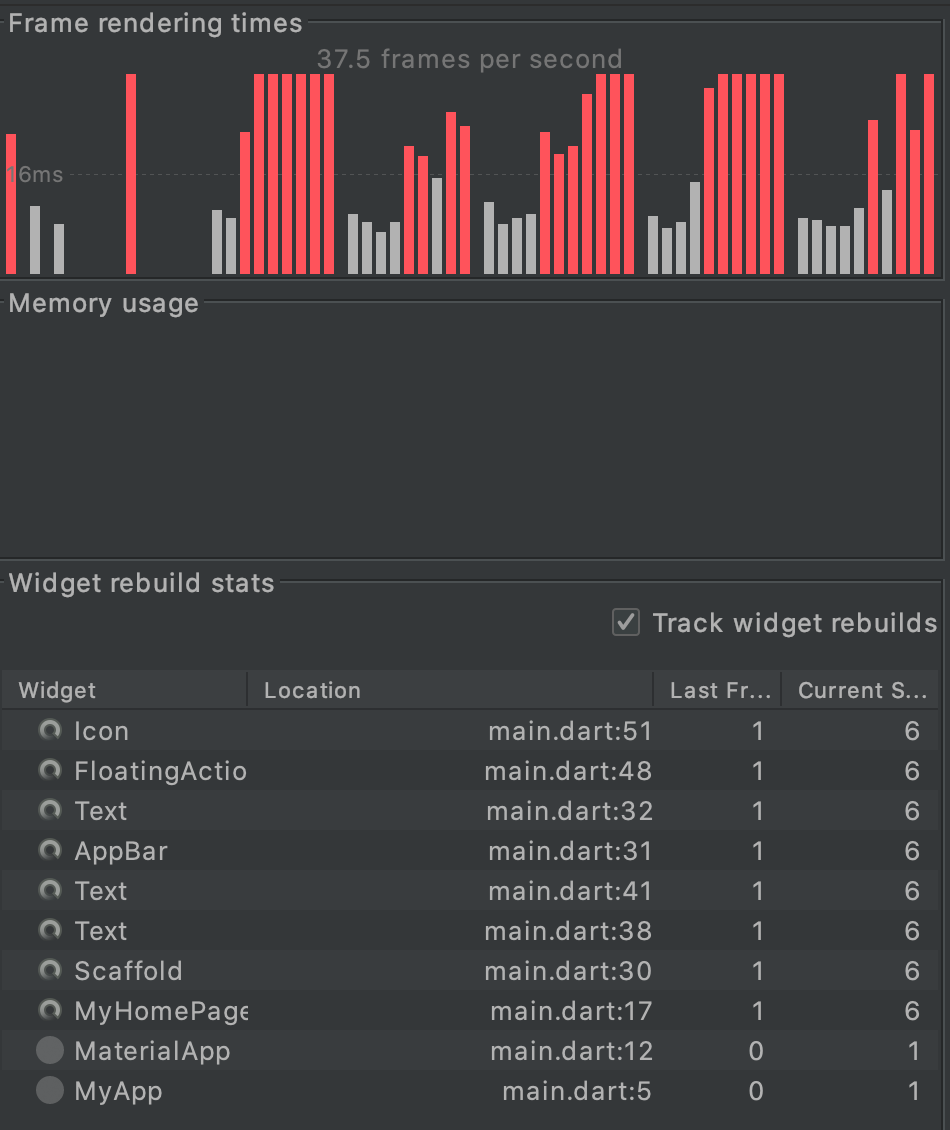 Frame rendering times
37.5 frames per second
16ms
Memory usage
Widget rebuild stats
Track widget rebuilds
Widget Location Last Fr... Current S...
Icon main.dart:51 1 6
FloatingActio main.dart:48 1 6
Text main.dart:32 1 6
AppBar main.dart:31 1 6
Text main.dart:41 1 6
Text main.dart:38 1 6
Scaffold main.dart:30 1 6
MyHomePage main.dart:17 1 6
MaterialApp main.dart:12 0 1
MyApp main.dart:5 0 1